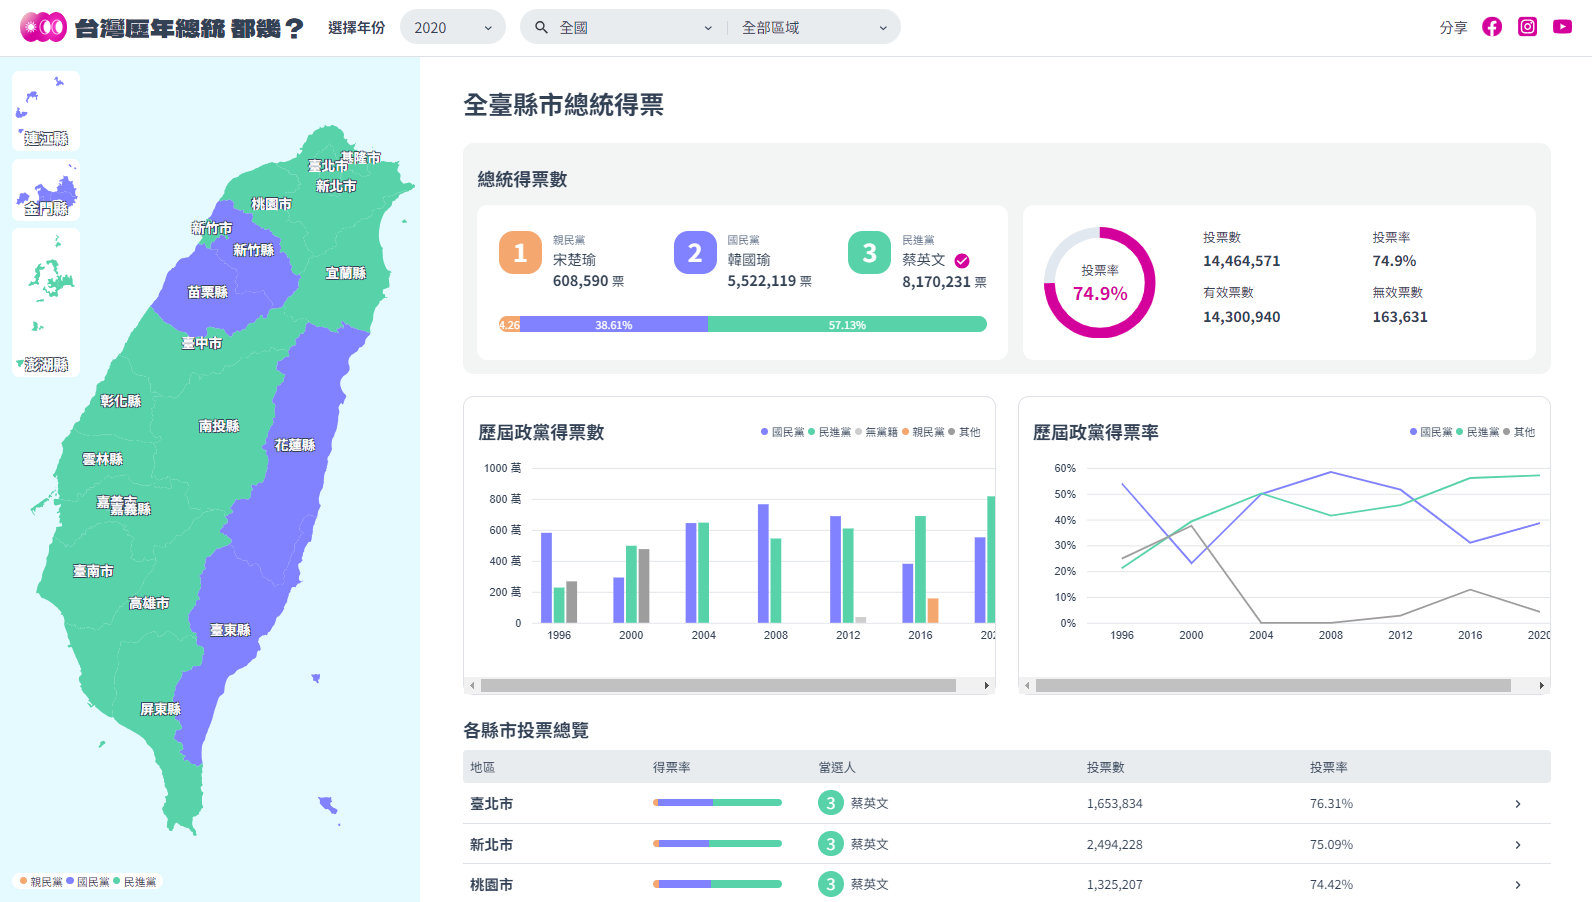 台灣歷年總統 都幾？
選擇年份
2020
全國
全部區域
分享
連江縣
金門縣
澎湖縣
基隆市
臺北市
新北市
桃園市
新竹市
新竹縣
宜蘭縣
苗栗縣
臺中市
彰化縣
南投縣
花蓮縣
雲林縣
嘉義市
嘉義縣
臺南市
高雄市
臺東縣
屏東縣
親民黨 國民黨 民進黨
全臺縣市總統得票
總統得票數
1
親民黨
宋楚瑜
608,590 票
2
國民黨
韓國瑜
5,522,119 票
3
民進黨
蔡英文
8,170,231 票
4.26
38.61%
57.13%
投票率
74.9%
投票數
14,464,571
投票率
74.9%
有效票數
14,300,940
無效票數
163,631
歷屆政黨得票數
國民黨 民進黨 無黨籍 親民黨 其他
1000 萬
800 萬
600 萬
400 萬
200 萬
0
1996 2000 2004 2008 2012 2016 202
歷屆政黨得票率
國民黨 民進黨 其他
60%
50%
40%
30%
20%
10%
0%
1996 2000 2004 2008 2012 2016 2020
各縣市投票總覽
地區 得票率 當選人 投票數 投票率
臺北市 3 蔡英文 1,653,834 76.31%
新北市 3 蔡英文 2,494,228 75.09%
桃園市 3 蔡英文 1,325,207 74.42%